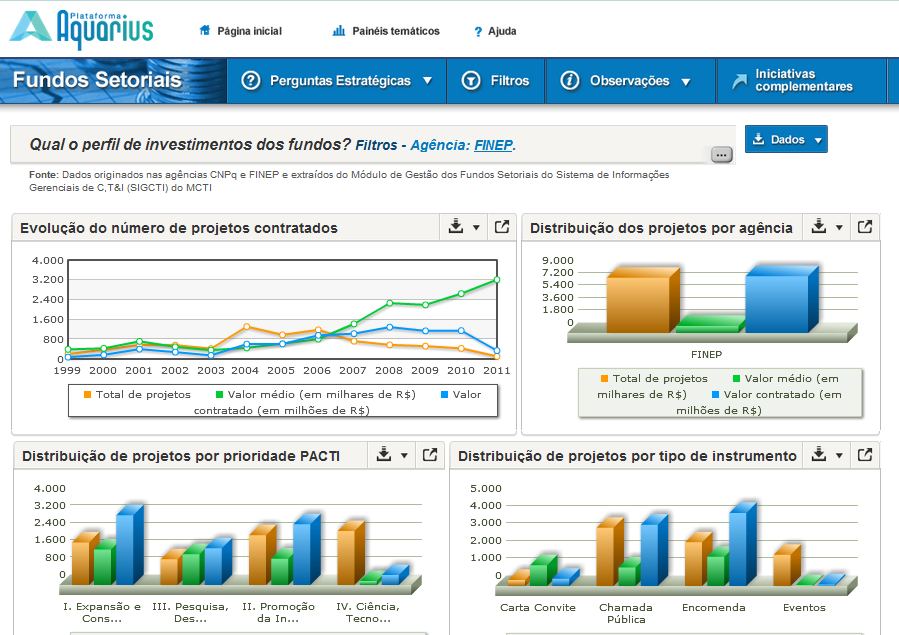 Plataforma
Aquarius
Página inicial
Painéis temáticos
? Ajuda
Fundos Setoriais
? Perguntas Estratégicas
Filtros
i Observações
Iniciativas
complementares
Qual o perfil de investimentos dos fundos? Filtros - Agência: FINEP.
...
Dados
Fonte: Dados originados nas agências CNPq e FINEP e extraídos do Módulo de Gestão dos Fundos Setoriais do Sistema de Informações
Gerenciais de C,T&I (SIGCTI) do MCTI
Evolução do número de projetos contratados
4.000
3.200
2.400
1.600
800
0
1999 2000 2001 2002 2003 2004 2005 2006 2007 2008 2009 2010 2011
Total de projetos Valor médio (em milhares de R$) Valor
contratado (em milhões de R$)
Distribuição dos projetos por agência
9.000
7.200
5.400
3.600
1.800
0
FINEP
Total de projetos Valor médio (em
milhares de R$) Valor contratado (em
milhões de R$)
Distribuição de projetos por prioridade PACTI
4.000
3.200
2.400
1.600
800
0
I. Expansão e III. Pesquisa, II. Promoção IV. Ciência,
Cons... Des... da In... Tecno...
Distribuição de projetos por tipo de instrumento
5.000
4.000
3.000
2.000
1.000
0
Carta Convite Chamada Encomenda Eventos
Pública